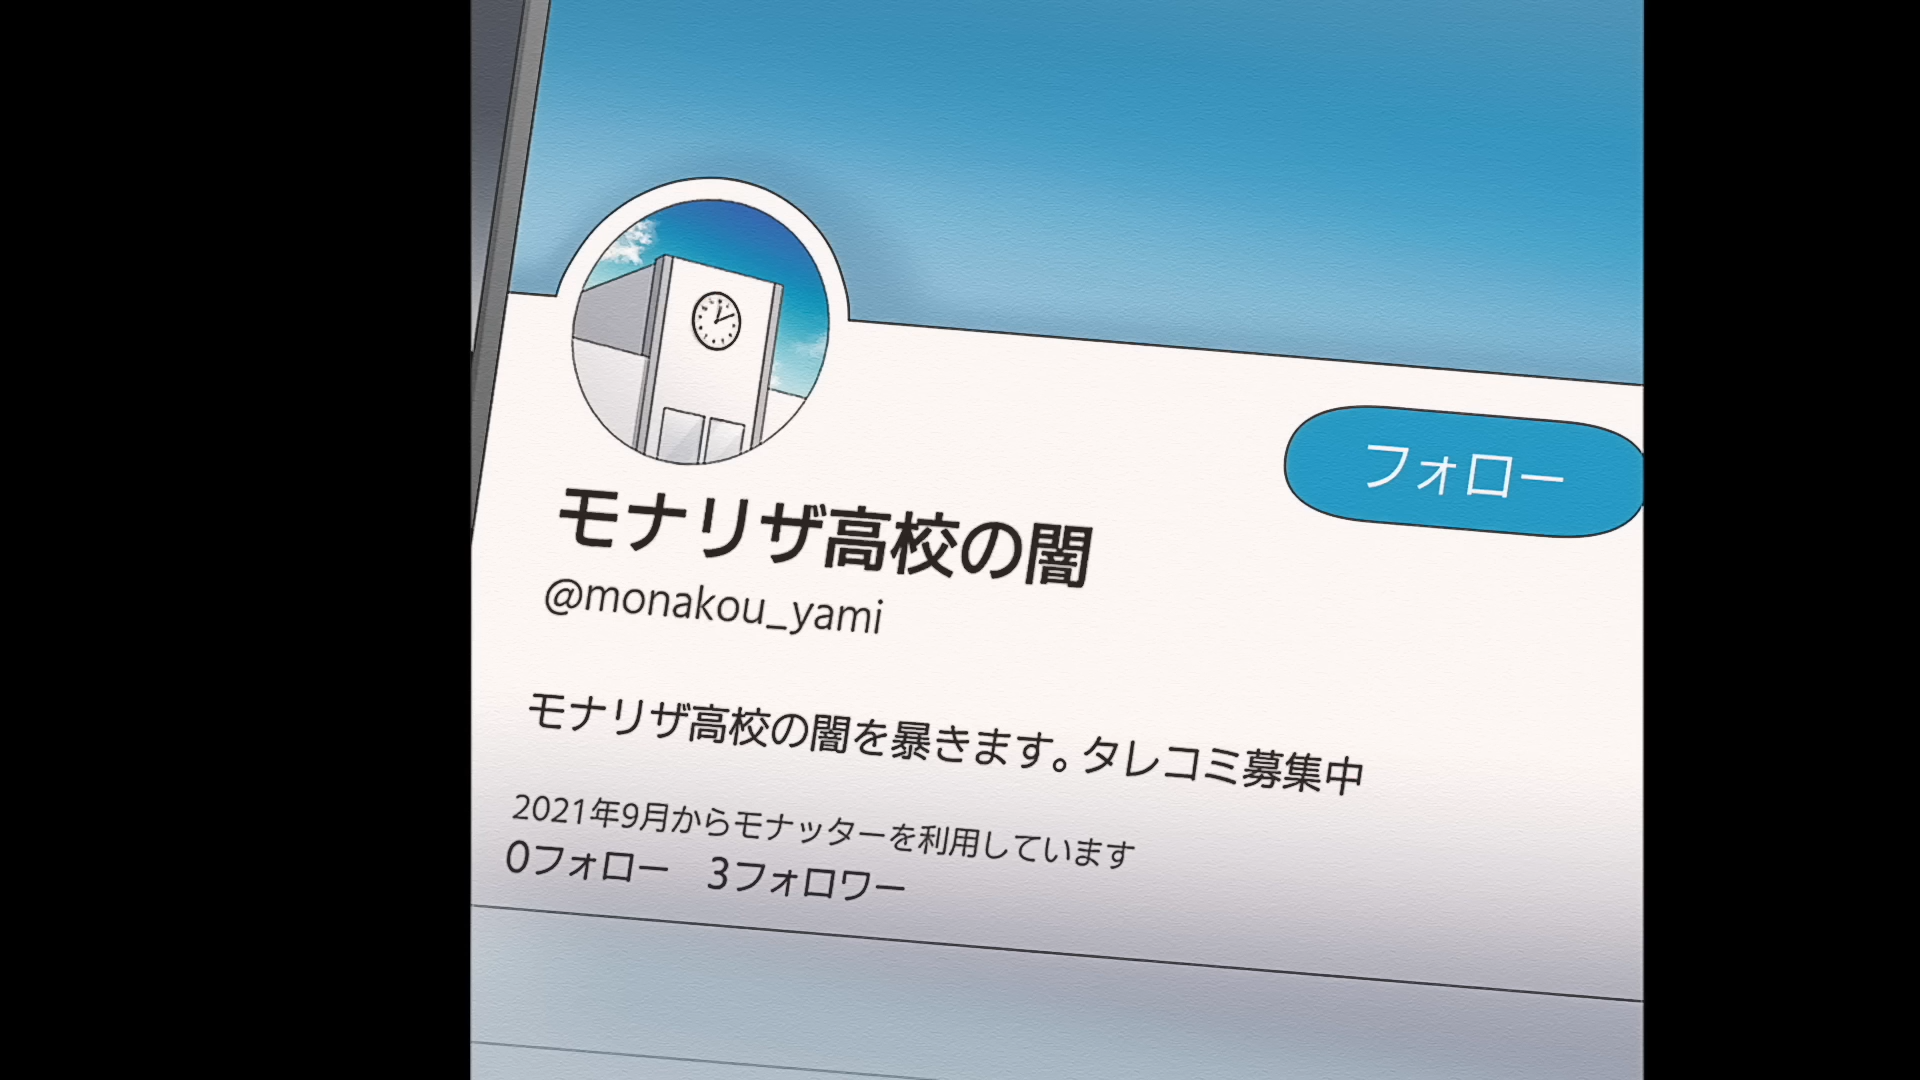 フォロー
モナリザ高校の闇
@monakou_yami
モナリザ高校の闇を暴きます。タレコミ募集中
2021年9月からモナッターを利用しています
0フォロー 3フォロワー